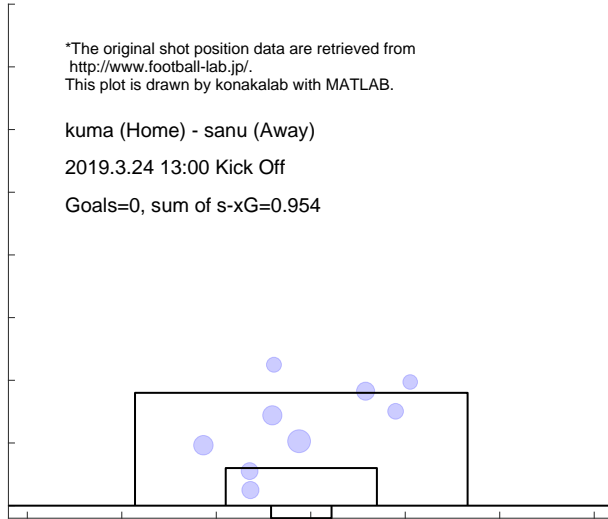 *The original shot position data are retrieved from
http://www.football-lab.jp/.
This plot is drawn by konakalab with MATLAB.
kuma (Home) - sanu (Away)
2019.3.24 13:00 Kick Off
Goals=0, sum of s-xG=0.954